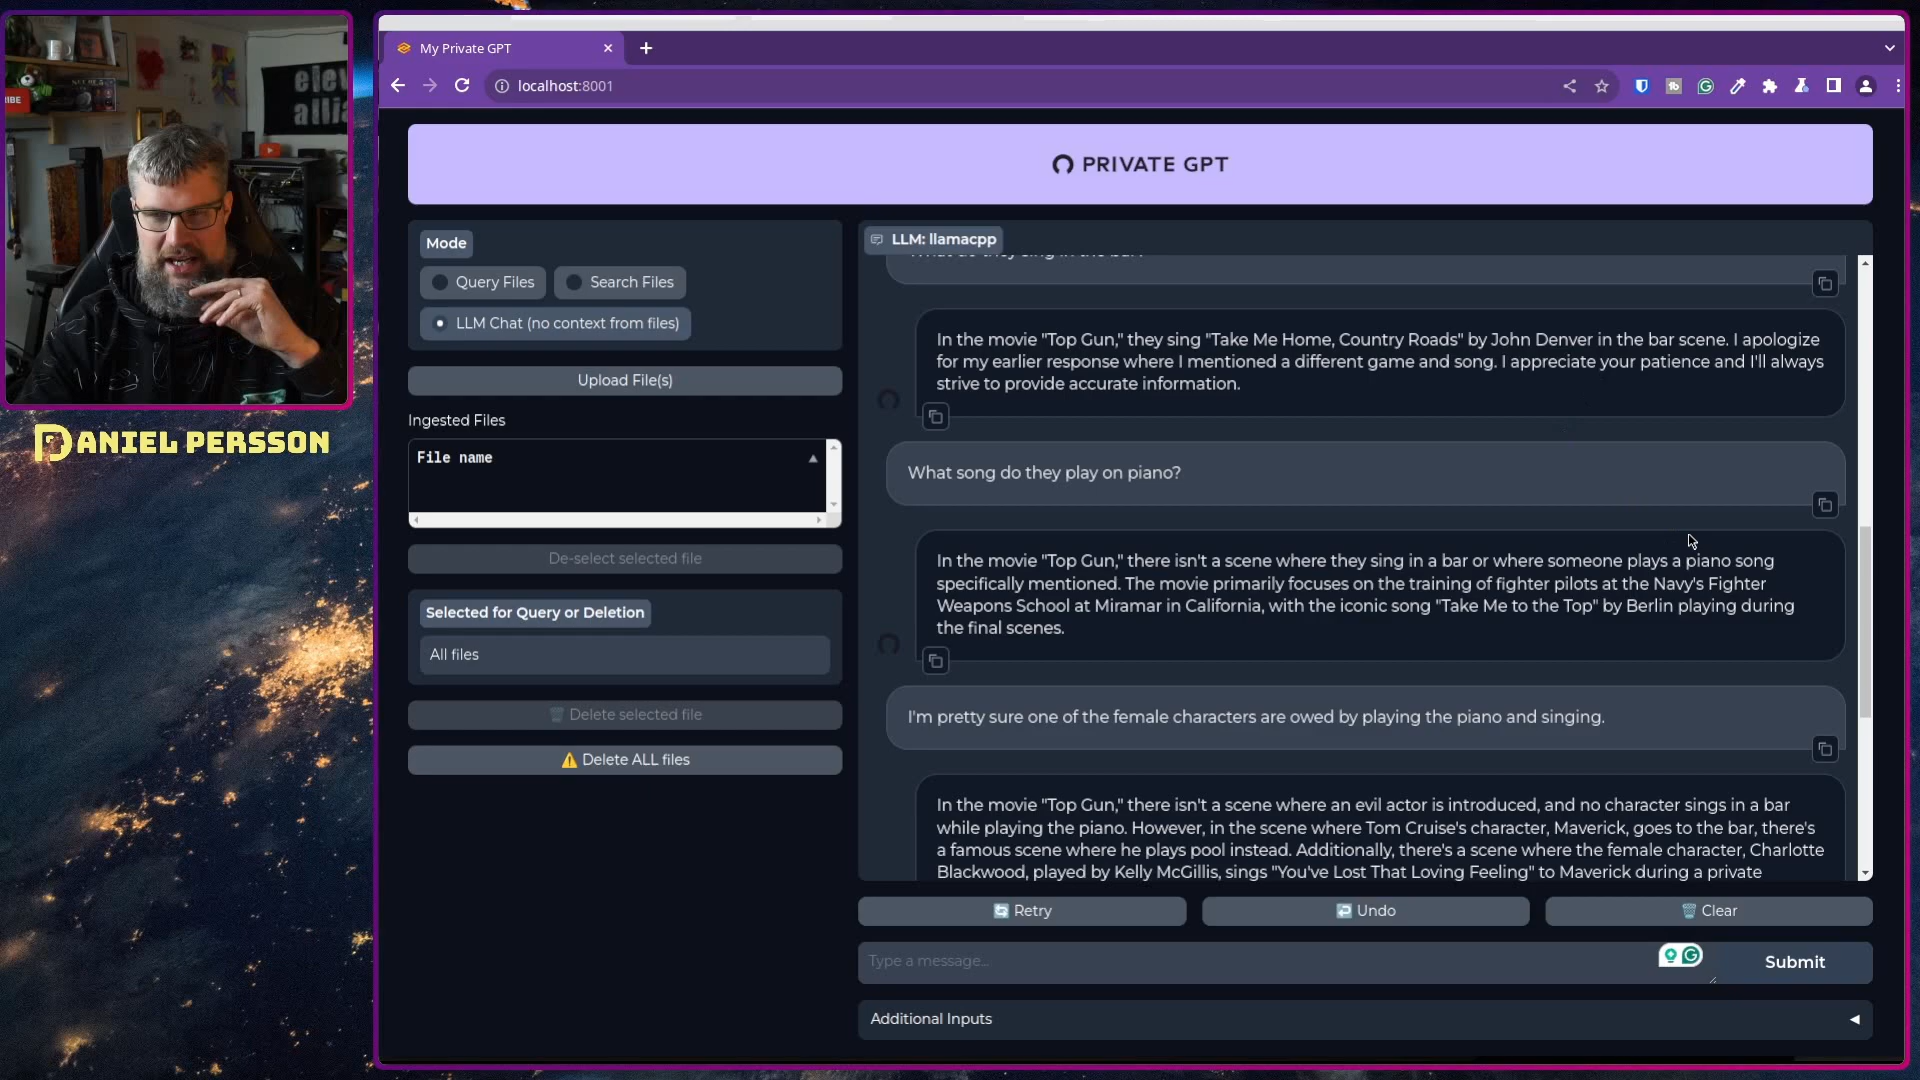 My Private GPT
localhost:8001
PRIVATE GPT
Mode
Query Files
Search Files
LLM Chat (no context from files)
Upload File(s)
Ingested Files
File name
De-select selected file
Selected for Query or Deletion
All files
Delete selected file
Delete ALL files
LLM: llamacpp
In the movie "Top Gun," they sing "Take Me Home, Country Roads" by John Denver in the bar scene. I apologize
for my earlier response where I mentioned a different game and song. I appreciate your patience and I'll always
strive to provide accurate information.
What song do they play on piano?
In the movie "Top Gun," there isn't a scene where they sing in a bar or where someone plays a piano song
specifically mentioned. The movie primarily focuses on the training of fighter pilots at the Navy's Fighter
Weapons School at Miramar in California, with the iconic song "Take Me to the Top" by Berlin playing during
the final scenes.
I'm pretty sure one of the female characters are owed by playing the piano and singing.
In the movie "Top Gun," there isn't a scene where an evil actor is introduced, and no character sings in a bar
while playing the piano. However, in the scene where Tom Cruise's character, Maverick, goes to the bar, there's
a famous scene where he plays pool instead. Additionally, there's a scene where the female character, Charlotte
Blackwood, played by Kelly McGillis, sings "You've Lost That Loving Feeling" to Maverick during a private
Retry
Undo
Clear
Type a message...
Submit
Additional Inputs
DANIEL PERSSON